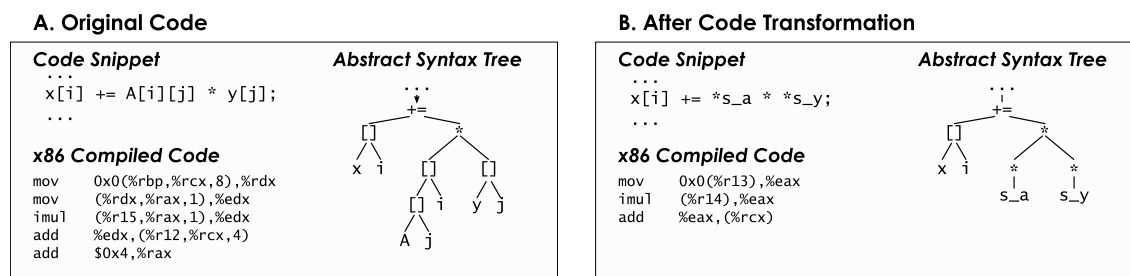 A. Original Code
Code Snippet
...
x[i] += A[i][j] * y[j];
...
x86 Compiled Code
mov 0x0(%rbp,%rcx,8),%rdx
mov (%rdx,%rax,1),%edx
imul (%r15,%rax,1),%edx
add %edx,(%r12,%rcx,4)
add $0x4,%rax
Abstract Syntax Tree
...
+=
[] *
x i [] []
[] i y j
A j
B. After Code Transformation
Code Snippet
...
x[i] += *s_a * *s_y;
...
x86 Compiled Code
mov 0x0(%r13),%eax
imul (%r14),%eax
add %eax,(%rcx)
Abstract Syntax Tree
...
+=
[] *
x i * *
s_a s_y